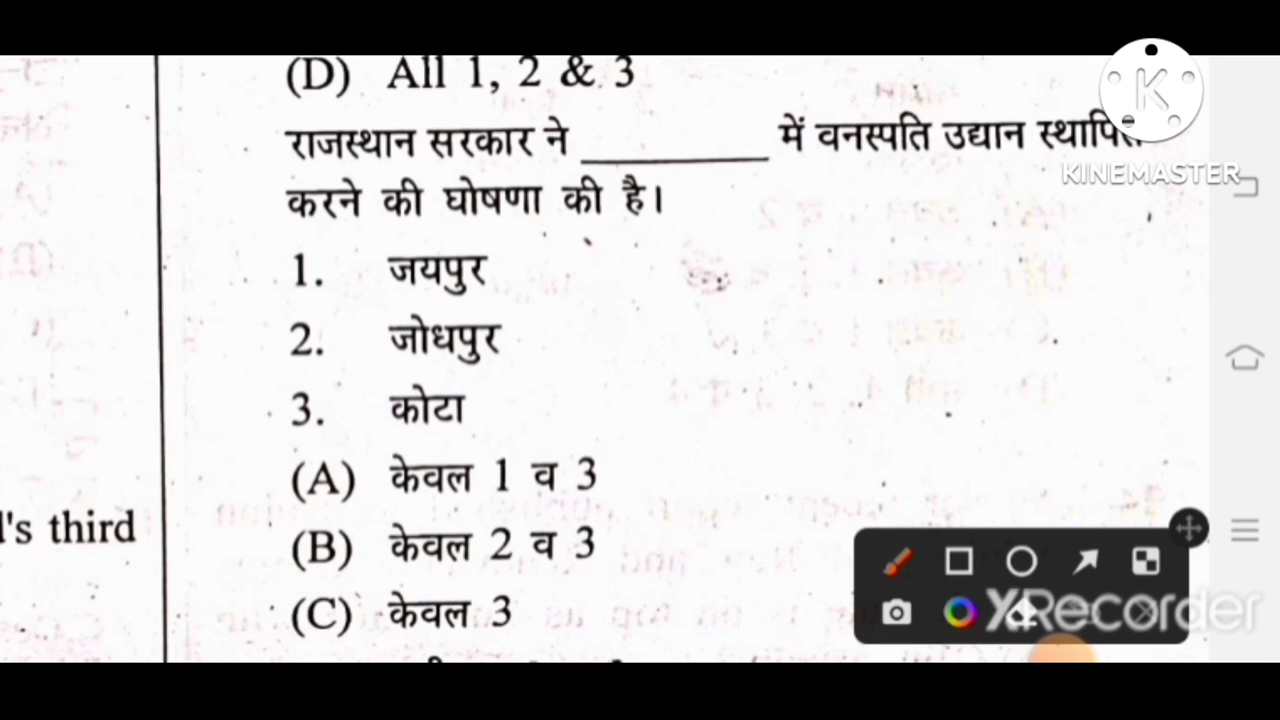 (D) All 1, 2 & 3
राजस्थान सरकार ने ________ में वनस्पति उद्यान स्थापित
करने की घोषणा की है।
1. जयपुर
2. जोधपुर
3. कोटा
(A) केवल 1 व 3
(B) केवल 2 व 3
(C) केवल 3
l's third
K
KINEMASTER
XRecorder